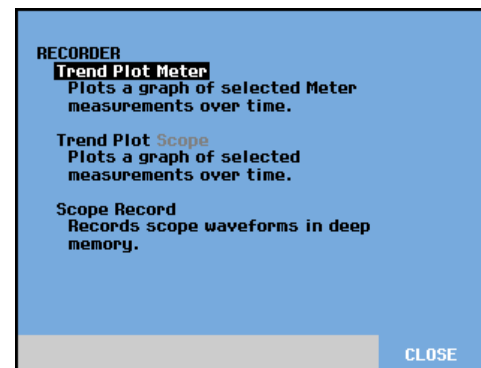 RECORDER
Trend Plot Meter
Plots a graph of selected Meter
measurements over time.
Trend Plot Scope
Plots a graph of selected
measurements over time.
Scope Record
Records scope waveforms in deep
memory.
CLOSE